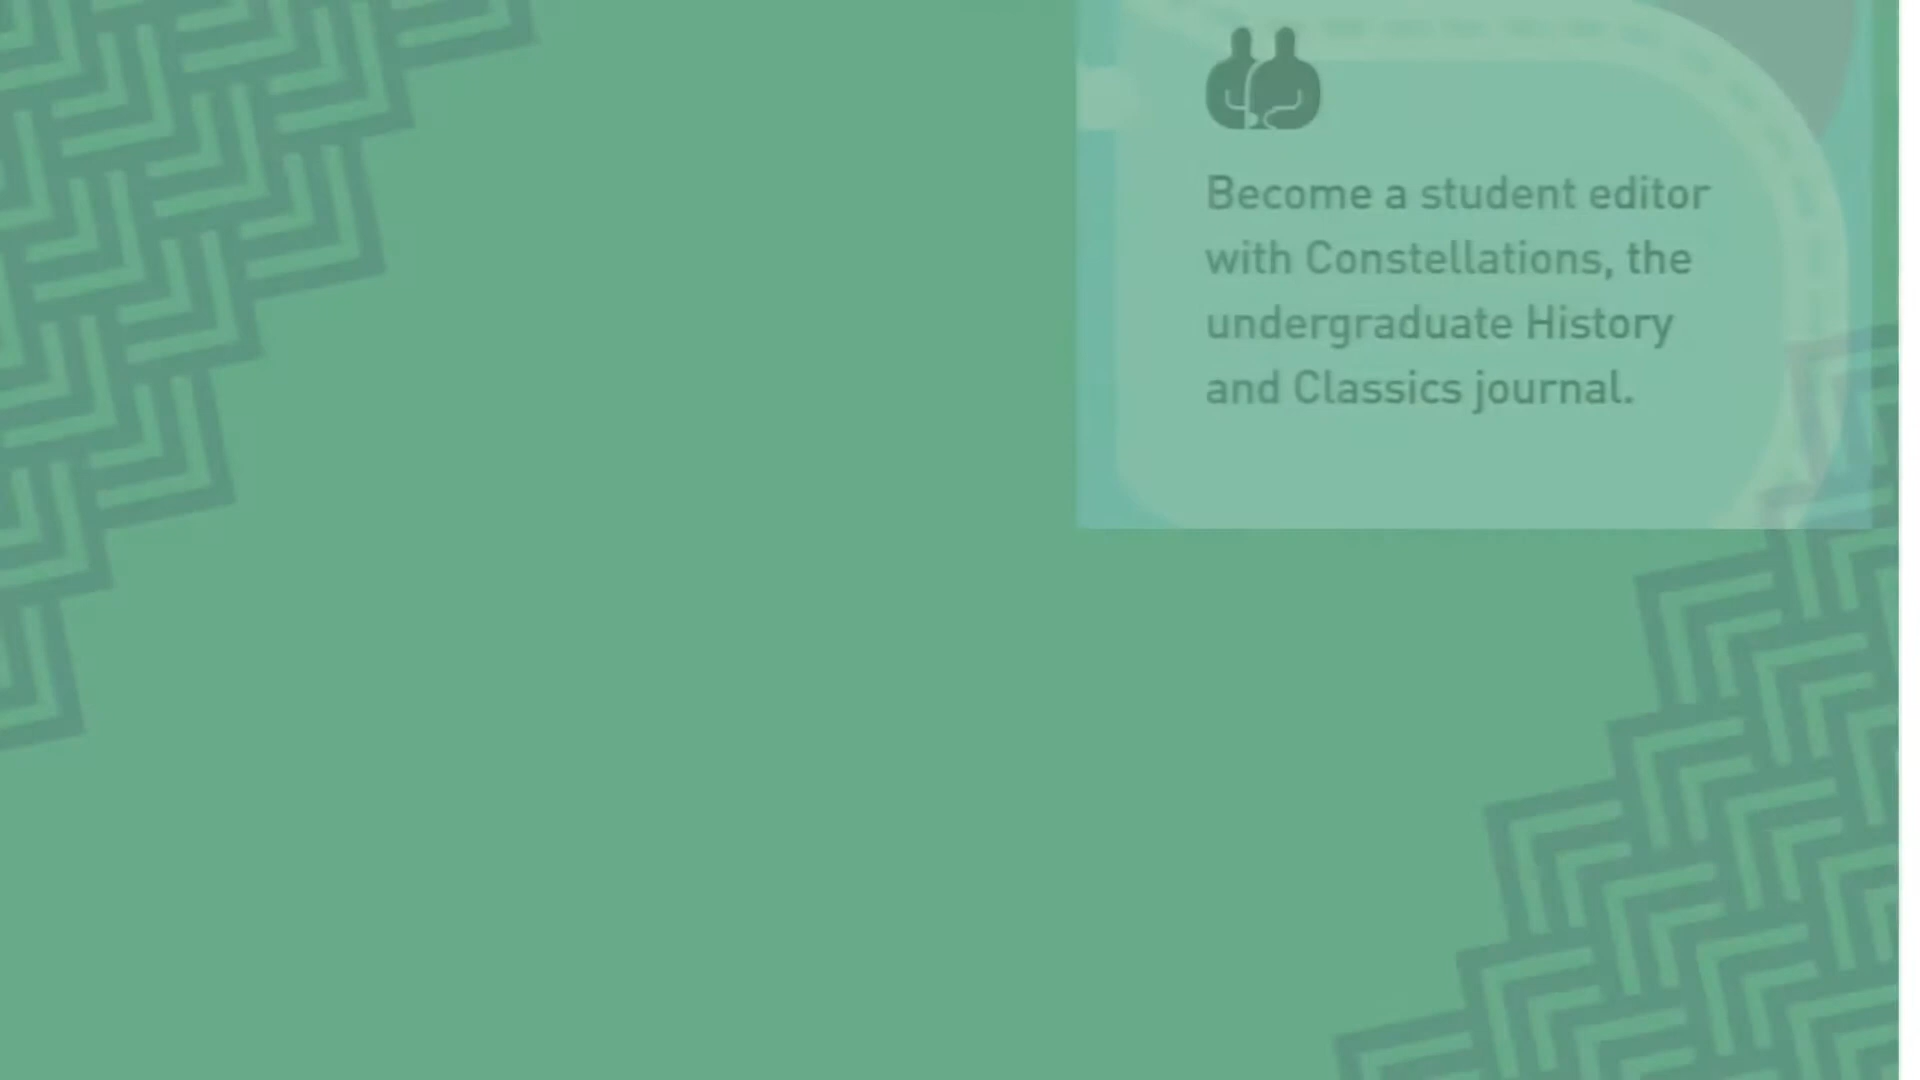 Become a student editor
with Constellations, the
undergraduate History
and Classics journal.